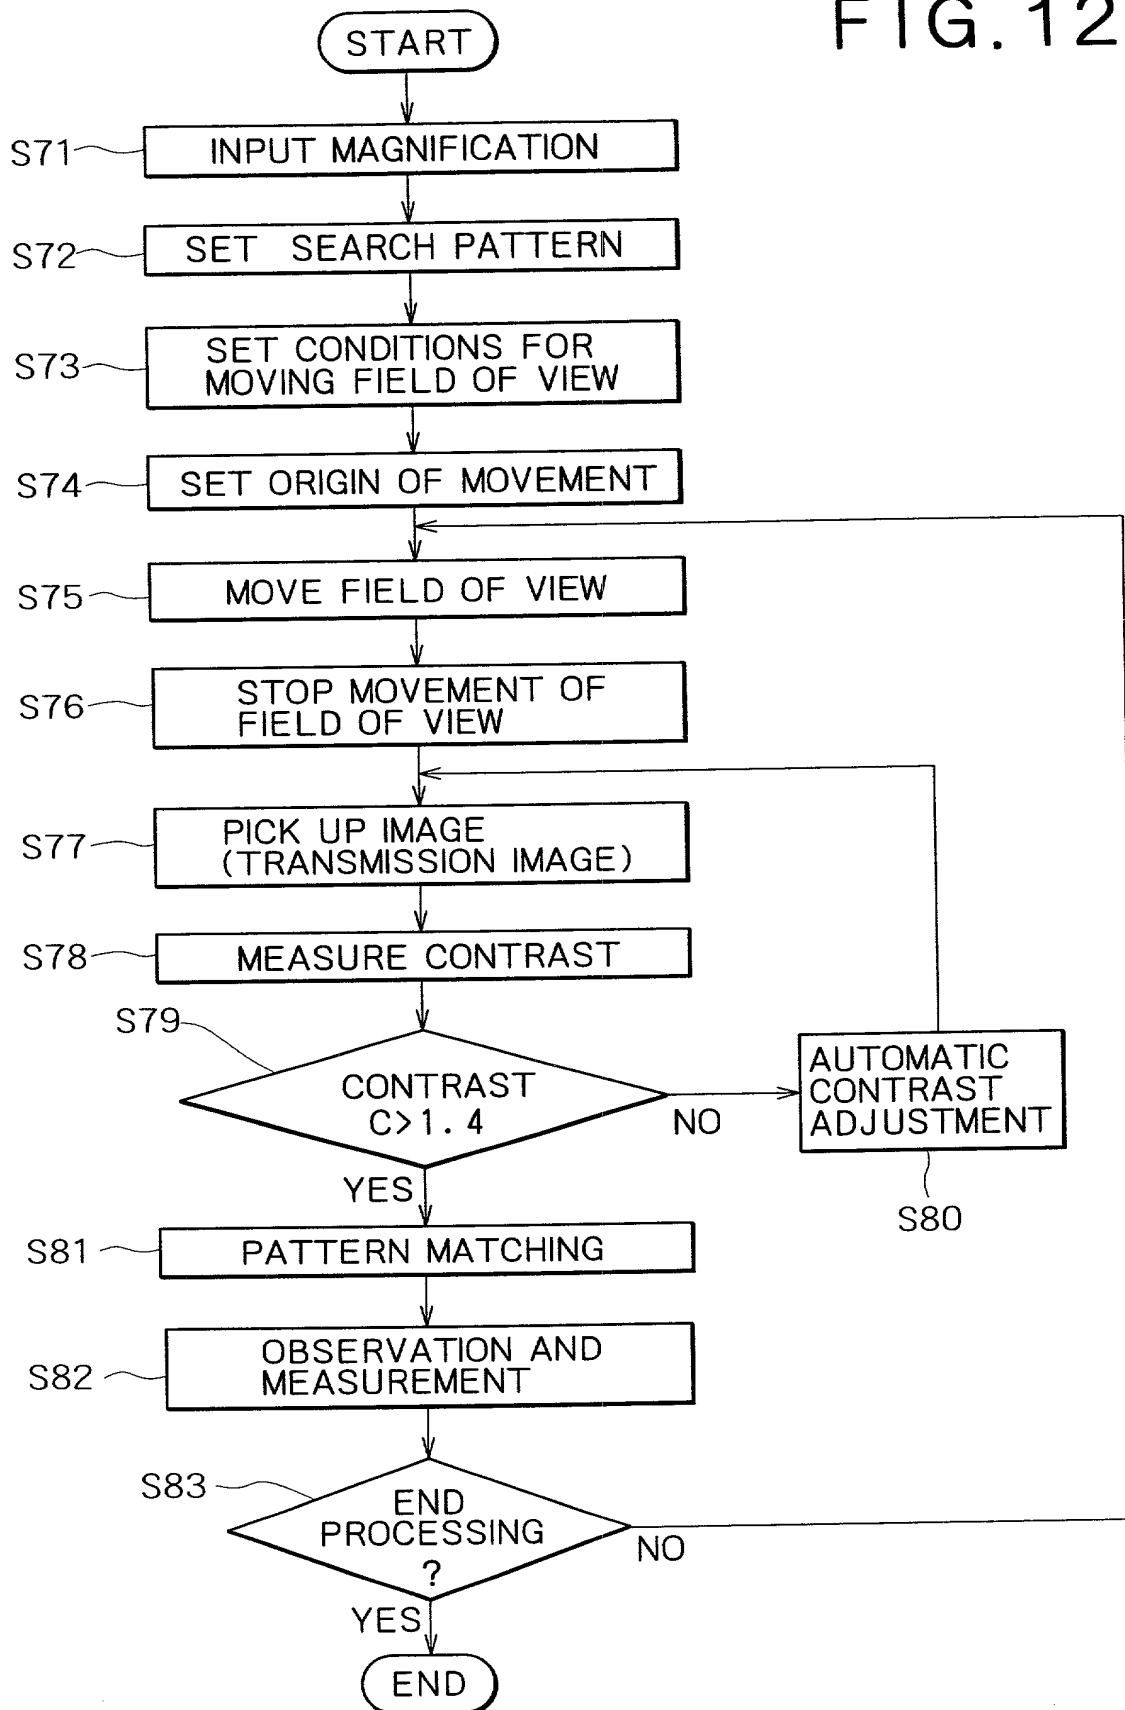 FIG. 12
START
S71
INPUT MAGNIFICATION
S72
SET SEARCH PATTERN
S73
SET CONDITIONS FOR
MOVING FIELD OF VIEW
S74
SET ORIGIN OF MOVEMENT
S75
MOVE FIELD OF VIEW
S76
STOP MOVEMENT OF
FIELD OF VIEW
S77
PICK UP IMAGE
(TRANSMISSION IMAGE)
S78
MEASURE CONTRAST
S79
CONTRAST
C>1.4
NO
AUTOMATIC
CONTRAST
ADJUSTMENT
S80
YES
S81
PATTERN MATCHING
S82
OBSERVATION AND
MEASUREMENT
S83
END
PROCESSING
?
NO
YES
END